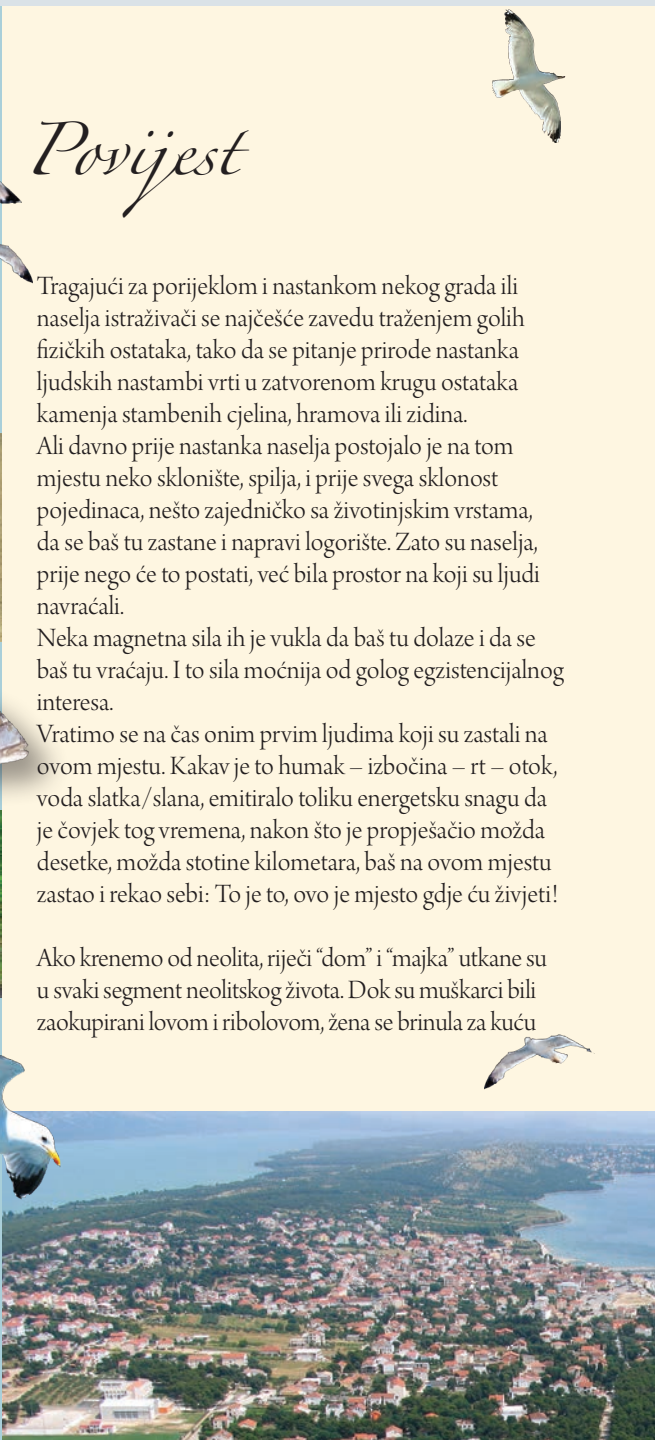 Povijest
Tragajući za porijeklom i nastankom nekog grada ili
naselja istraživači se najčešće zavedu traženjem golih
fizičkih ostataka, tako da se pitanje prirode nastanka
ljudskih nastambi vrti u zatvorenom krugu ostataka
kamenja stambenih cjelina, hramova ili zidina.
Ali davno prije nastanka naselja postojalo je na tom
mjestu neko sklonište, spilja, i prije svega sklonost
pojedinaca, nešto zajedničko sa životinjskim vrstama,
da se baš tu zastane i napravi logorište. Zato su naselja,
prije nego će to postati, već bila prostor na koji su ljudi
navraćali.
Neka magnetna sila ih je vukla da baš tu dolaze i da se
baš tu vraćaju. I to sila moćnija od golog egzistencijalnog
interesa.
Vratimo se na čas onim prvim ljudima koji su zastali na
ovom mjestu. Kakav je to humak – izbočina – rt – otok,
voda slatka/slana, emitiralo toliku energetsku snagu da
je čovjek tog vremena, nakon što je propješačio možda
desetke, možda stotine kilometara, baš na ovom mjestu
zastao i rekao sebi: To je to, ovo je mjesto gdje ću živjeti!
Ako krenemo od neolita, riječi “dom” i “majka” utkane su
u svaki segment neolitskog života. Dok su muškarci bili
zaokupirani lovom i ribolovom, žena se brinula za kuću